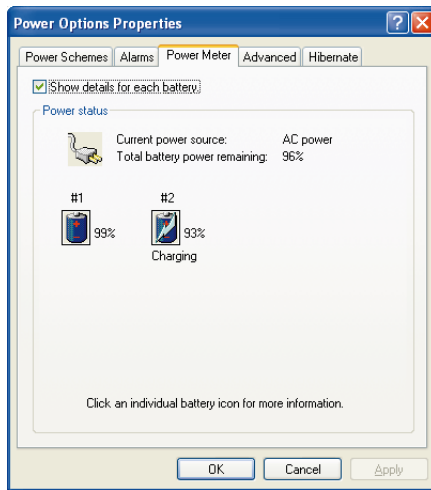 Power Options Properties
Power Schemes Alarms Power Meter Advanced Hibernate
Show details for each battery.
Power status
Current power source: AC power
Total battery power remaining: 96%
#1 #2
99% 93%
Charging
Click an individual battery icon for more information.
OK Cancel Apply